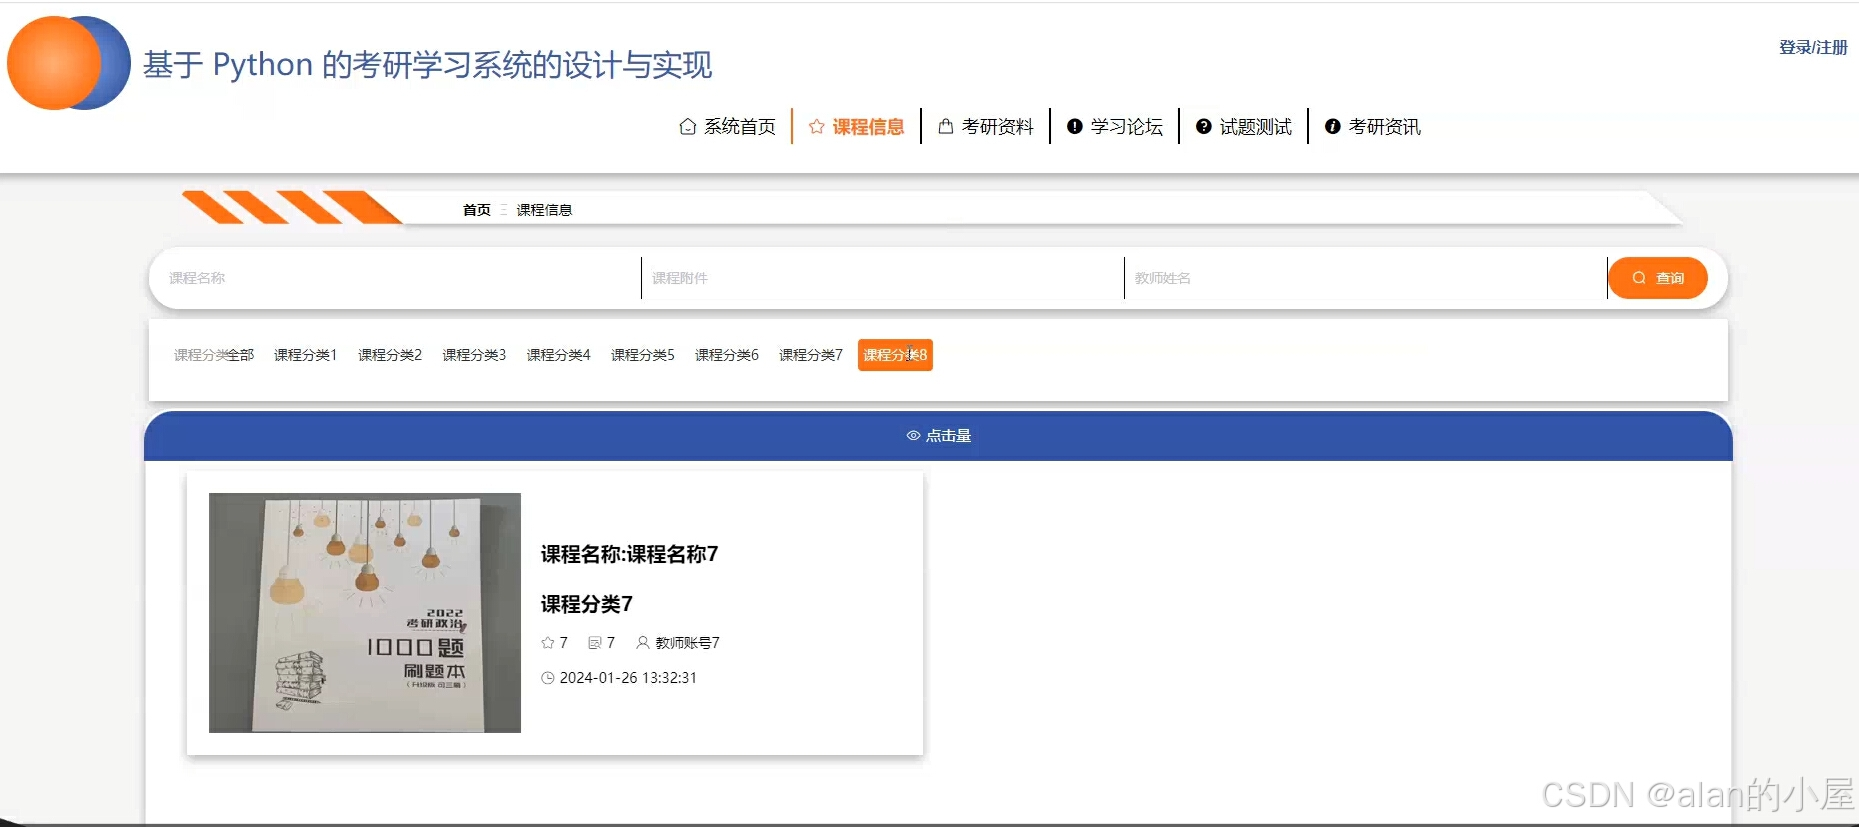 基于 Python 的考研学习系统的设计与实现
登录/注册
系统首页 课程信息 考研资料 学习论坛 试题测试 考研资讯
首页 课程信息
课程名称 课程附件 教师姓名 查询
课程分类 全部 课程分类1 课程分类2 课程分类3 课程分类4 课程分类5 课程分类6 课程分类7 课程分类8
点击量
2022
考研政治
1000题
刷题本
课程名称:课程名称7
课程分类7
7 7 教师账号7
2024-01-26 13:32:31
CSDN @alan的小屋